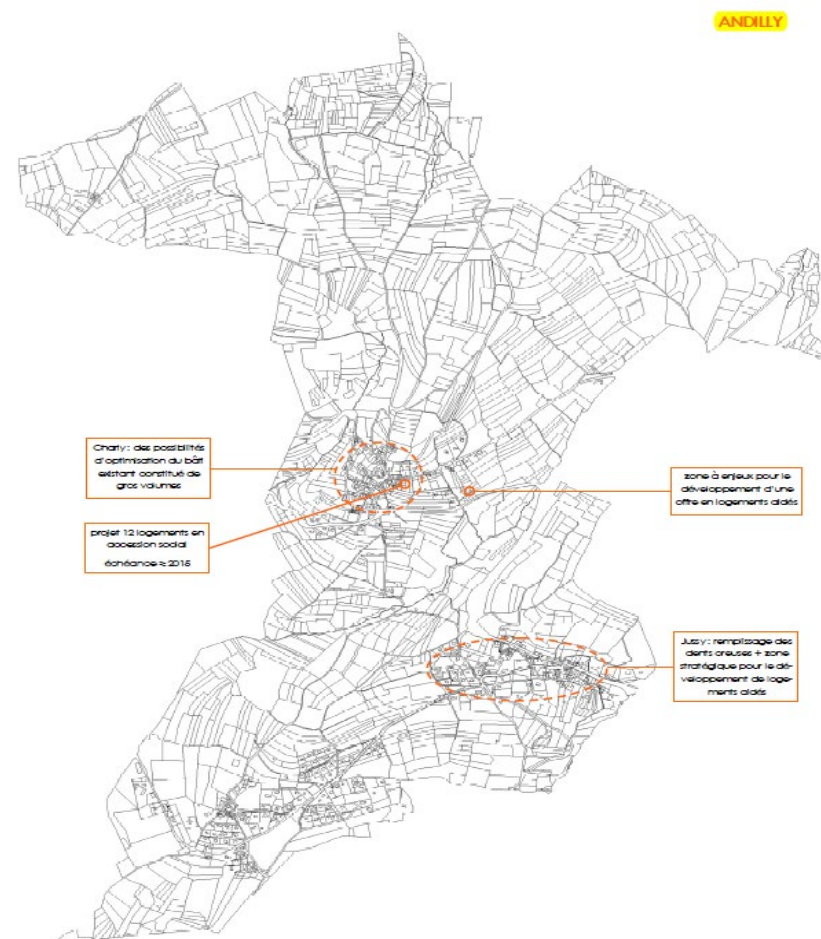 ANDILLY
Charly : des possibilités
d'optimisation du bâti
existant constitué de
gros volumes
zone à enjeux pour le
développement d'une
offre en logements aidés
projet 12 logements en
accession social
échéance ≈ 2015
Jussy : remplissage des
dents creuses + zone
stratégique pour le dé-
veloppement de loge-
ments aidés